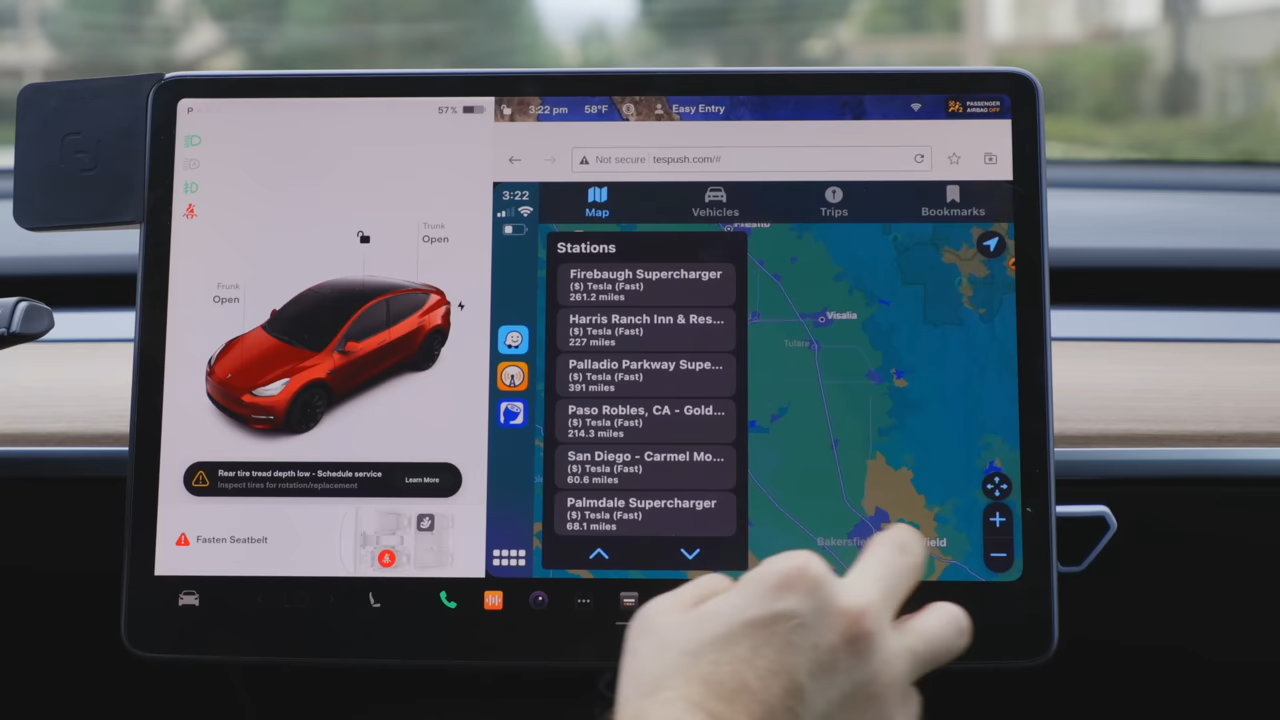 P
57 %
3:22 pm
58°F
Easy Entry
PASSENGER
AIRBAG OFF
Not secure
tespush.com/#
3:22
Map
Vehicles
Trips
Bookmarks
Trunk
Open
Frunk
Open
Stations
Firebaugh Supercharger
($) Tesla (Fast)
261.2 miles
Harris Ranch Inn & Res...
($) Tesla (Fast)
227 miles
Palladio Parkway Supe...
($) Tesla (Fast)
391 miles
Paso Robles, CA - Gold...
($) Tesla (Fast)
214.3 miles
San Diego - Carmel Mo...
($) Tesla (Fast)
60.6 miles
Palmdale Supercharger
($) Tesla (Fast)
68.1 miles
Fresno
Visalia
Tulare
Rear tire tread depth low - Schedule service
Inspect tires for rotation/replacement
Learn More
Fasten Seatbelt